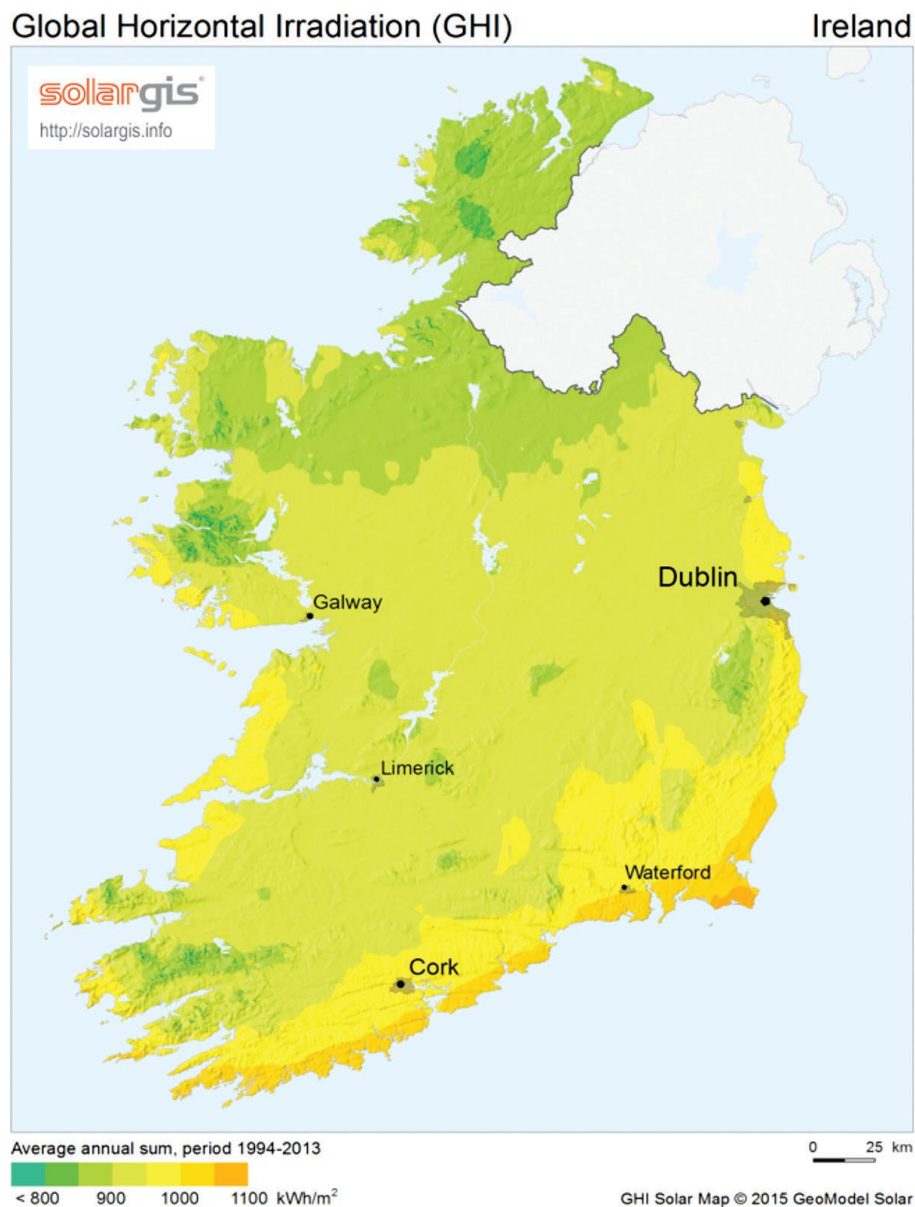 Global Horizontal Irradiation (GHI) Ireland
solargis®
http://solargis.info
Dublin
Galway
Limerick
Waterford
Cork
Average annual sum, period 1994-2013
0 25 km
< 800 900 1000 1100 kWh/m²
GHI Solar Map © 2015 GeoModel Solar